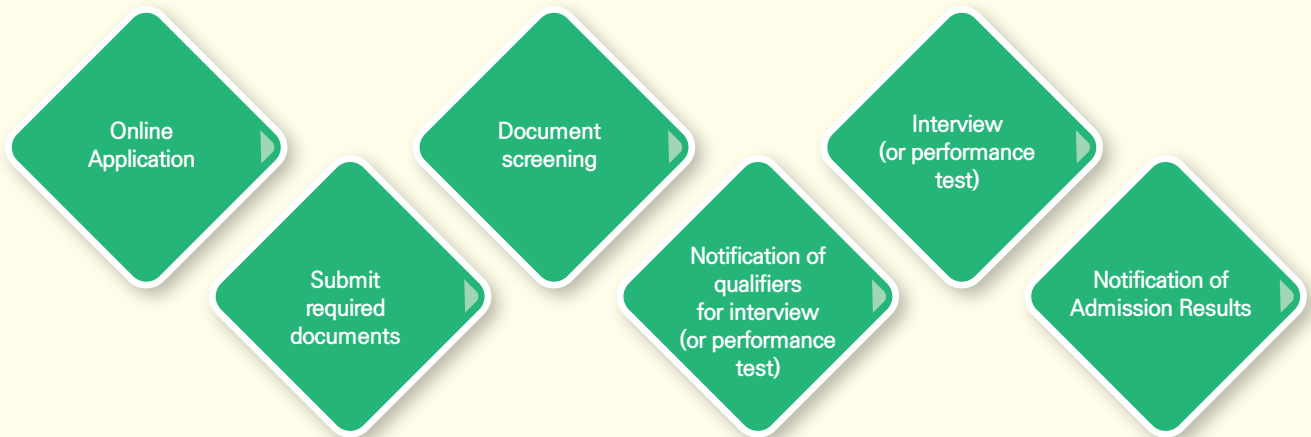 Online
Application
Submit
required
documents
Document
screening
Notification of
qualifiers
for interview
(or performance
test)
Interview
(or performance
test)
Notification of
Admission Results